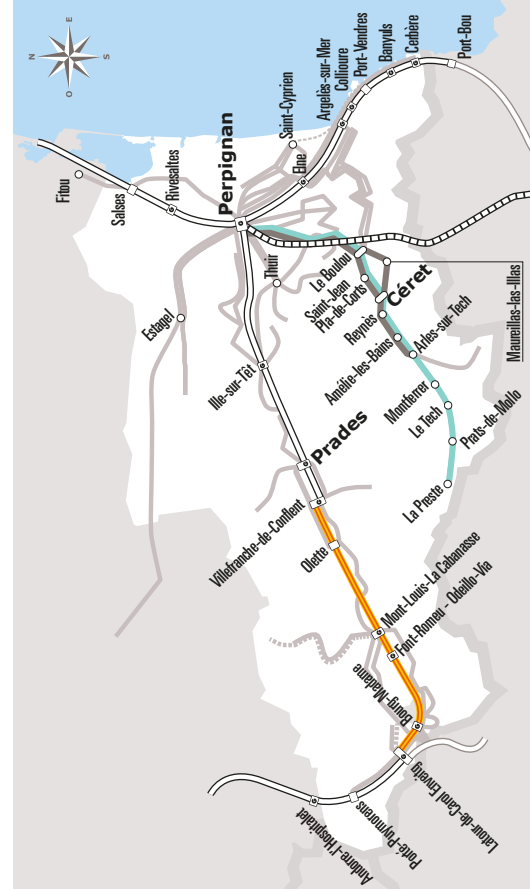 E
N
S
O
Fitou
Salses
Rivesaltes
Perpignan
Saint-Cyprien
Elne
Argelès-sur-Mer
Collioure
Port-Vendres
Banyuls
Cerbère
Port-Bou
Estagel
Thuir
Ille-sur-Têt
Prades
Villefranche-de-Conflent
Olette
Mont-Louis-La Cabanasse
Font-Romeu - Odeillo-Via
Bourg-Madame
Latour-de-Carol Enveitg
Porté-Puymorens
Andorre-l'Hospitalet
Le Boulou
Saint-Jean
Pla-de-Corts
Céret
Maureillas-las-Illas
Reynès
Amélie-les-Bains
Arles-sur-Tech
Montferrer
Le Tech
Prats-de-Mollo
La Preste